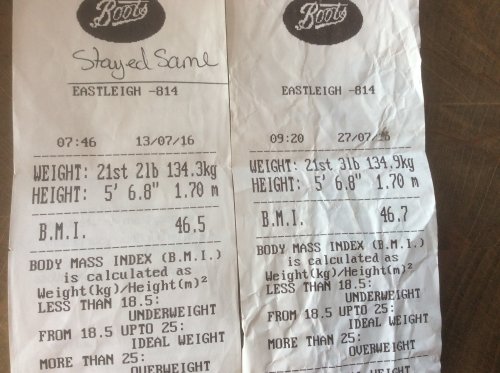 Boots
Stayed Same
EASTLEIGH -814
07:46 13/07/16
WEIGHT: 21st 2lb 134.3kg
HEIGHT: 5' 6.8" 1.70 m
B.M.I. 46.5
BODY MASS INDEX (B.M.I.)
is calculated as
Weight(kg)/Height(m)²
LESS THAN 18.5:
UNDERWEIGHT
FROM 18.5 UPTO 25:
IDEAL WEIGHT
MORE THAN 25:
OVERWEIGHT
Boots
EASTLEIGH -814
09:20 27/07/16
WEIGHT: 21st 3lb 134.9kg
HEIGHT: 5' 6.8" 1.70 m
B.M.I. 46.7
BODY MASS INDEX (B.M.I.)
is calculated as
Weight(kg)/Height(m)²
LESS THAN 18.5:
UNDERWEIGHT
FROM 18.5 UPTO 25:
IDEAL WEIGHT
MORE THAN 25:
OVERWEIGHT